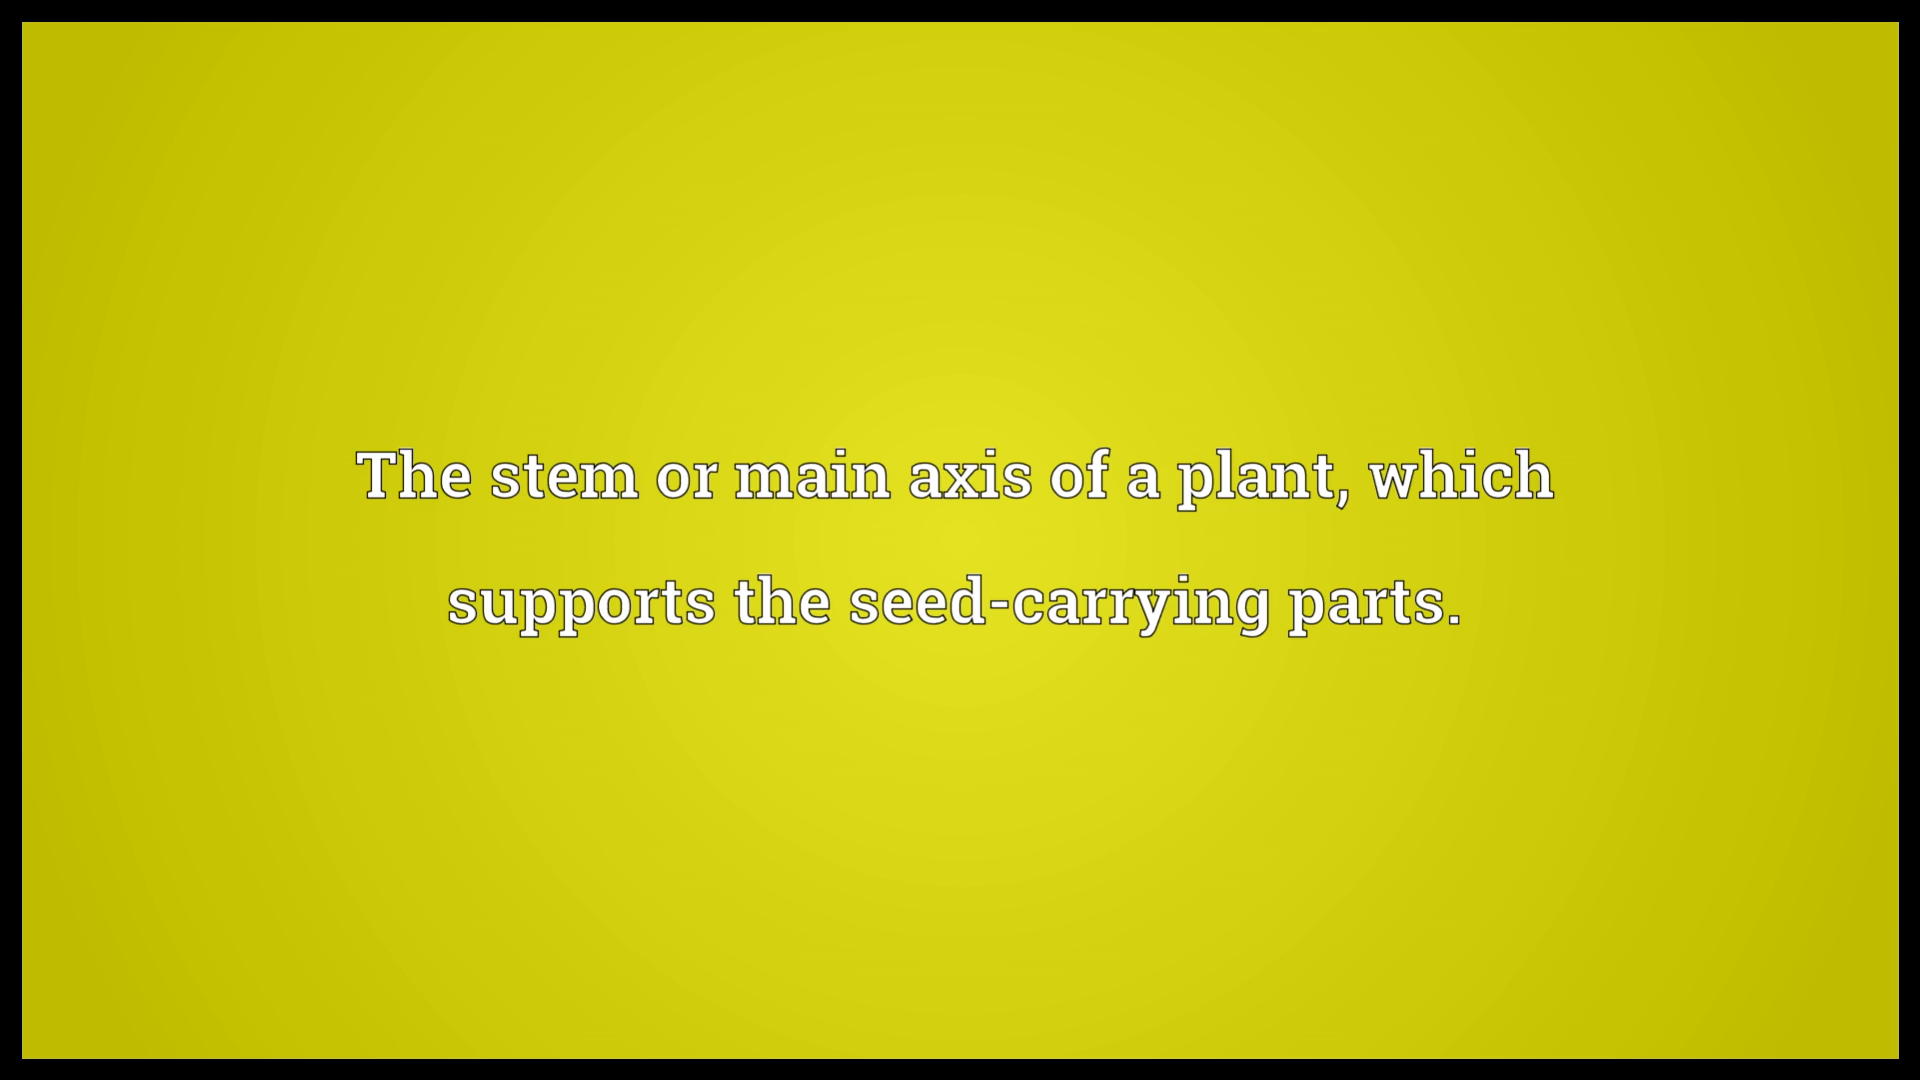 The stem or main axis of a plant, which
supports the seed-carrying parts.